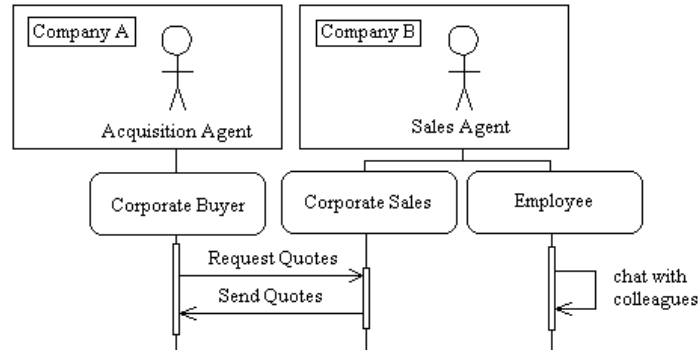 Company A
Company B
Acquisition Agent
Sales Agent
Corporate Buyer
Corporate Sales
Employee
Request Quotes
Send Quotes
chat with
colleagues